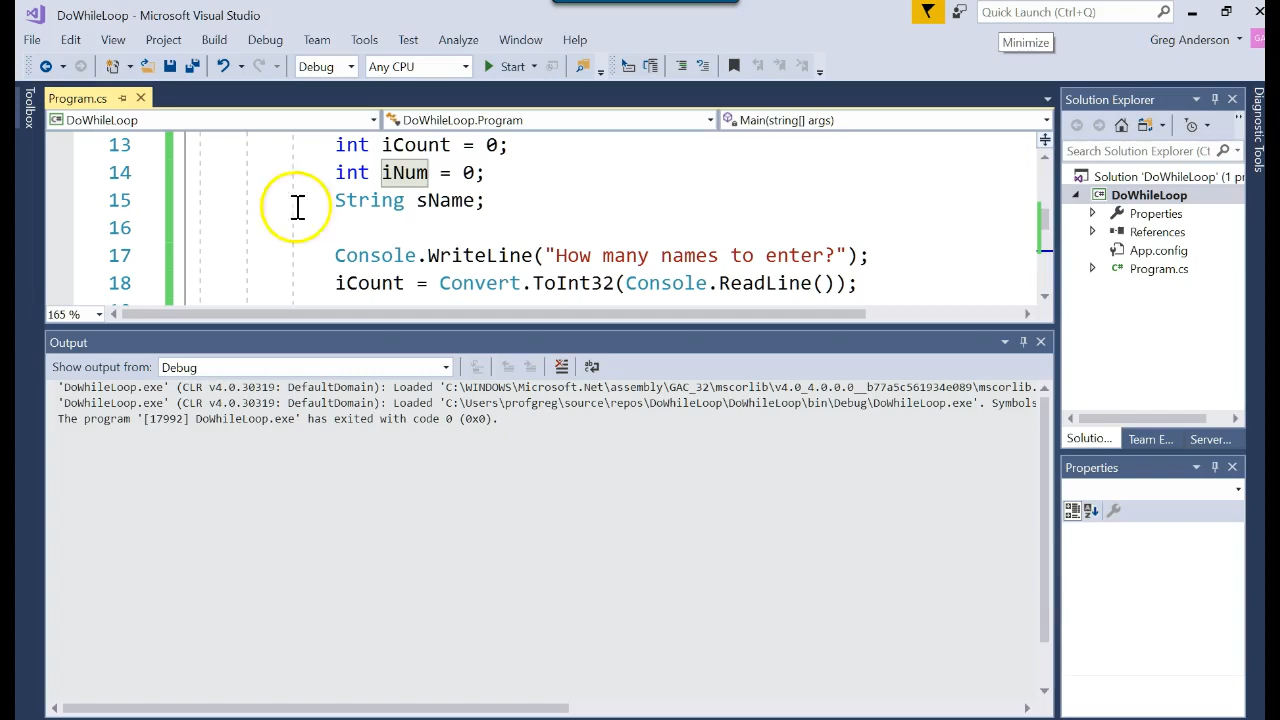 DoWhileLoop - Microsoft Visual Studio
Quick Launch (Ctrl+Q)
File Edit View Project Build Debug Team Tools Test Analyze Window Help
Minimize
Greg Anderson
GA
Debug Any CPU Start
Toolbox
Program.cs
DoWhileLoop DoWhileLoop.Program Main(string[] args)
13 int iCount = 0;
14 int iNum = 0;
15 String sName;
16
17 Console.WriteLine("How many names to enter?");
18 iCount = Convert.ToInt32(Console.ReadLine());
165 %
Output
Show output from: Debug
'DoWhileLoop.exe' (CLR v4.0.30319: DefaultDomain): Loaded 'C:\WINDOWS\Microsoft.Net\assembly\GAC_32\mscorlib\v4.0_4.0.0.0__b77a5c561934e089\mscorlib.
'DoWhileLoop.exe' (CLR v4.0.30319: DefaultDomain): Loaded 'C:\Users\profgreg\source\repos\DoWhileLoop\DoWhileLoop\bin\Debug\DoWhileLoop.exe'. Symbols
The program '[17992] DoWhileLoop.exe' has exited with code 0 (0x0).
Solution Explorer
Search Solution Explorer
Solution 'DoWhileLoop' (1 pr
DoWhileLoop
Properties
References
App.config
Program.cs
Solutio... Team E... Server...
Properties
Diagnostic Tools